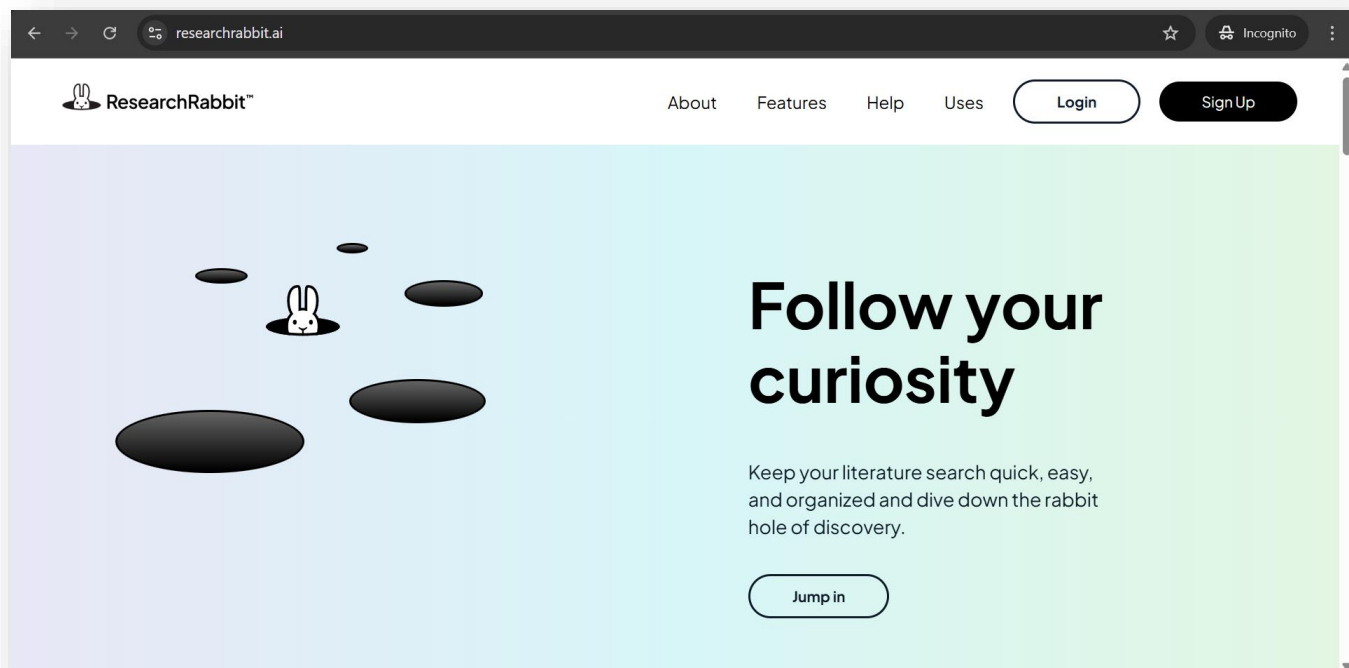 researchrabbit.ai
Incognito
ResearchRabbit™
About Features Help Uses Login Sign Up
Follow your
curiosity
Keep your literature search quick, easy,
and organized and dive down the rabbit
hole of discovery.
Jump in